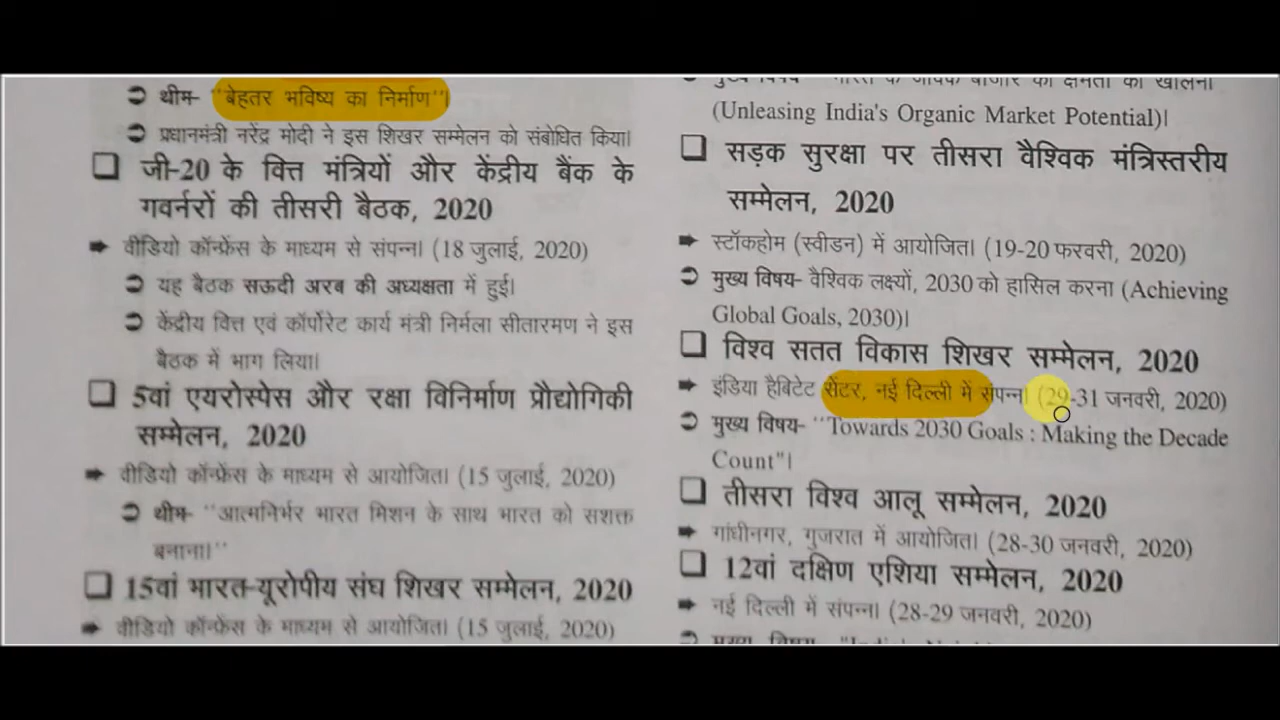 थीम- "बेहतर भविष्य का निर्माण"।
प्रधानमंत्री नरेंद्र मोदी ने इस शिखर सम्मेलन को संबोधित किया।
जी-20 के वित्त मंत्रियों और केंद्रीय बैंक के
गवर्नरों की तीसरी बैठक, 2020
वीडियो कॉन्फ्रेंस के माध्यम से संपन्न। (18 जुलाई, 2020)
यह बैठक सऊदी अरब की अध्यक्षता में हुई।
केंद्रीय वित्त एवं कॉर्पोरेट कार्य मंत्री निर्मला सीतारमण ने इस
बैठक में भाग लिया।
5वां एयरोस्पेस और रक्षा विनिर्माण प्रौद्योगिकी
सम्मेलन, 2020
वीडियो कॉन्फ्रेंस के माध्यम से आयोजित। (15 जुलाई, 2020)
थीम- "आत्मनिर्भर भारत मिशन के साथ भारत को सशक्त
बनाना।"
15वां भारत-यूरोपीय संघ शिखर सम्मेलन, 2020
वीडियो कॉन्फ्रेंस के माध्यम से आयोजित। (15 जुलाई, 2020)
मुख्य विषय- भारत के जैविक बाजार की क्षमता को खोलना
(Unleasing India's Organic Market Potential)।
सड़क सुरक्षा पर तीसरा वैश्विक मंत्रिस्तरीय
सम्मेलन, 2020
स्टॉकहोम (स्वीडन) में आयोजित। (19-20 फरवरी, 2020)
मुख्य विषय- वैश्विक लक्ष्यों, 2030 को हासिल करना (Achieving
Global Goals, 2030)।
विश्व सतत विकास शिखर सम्मेलन, 2020
इंडिया हैबिटेट सेंटर, नई दिल्ली में संपन्न। (29-31 जनवरी, 2020)
मुख्य विषय- "Towards 2030 Goals : Making the Decade
Count"।
तीसरा विश्व आलू सम्मेलन, 2020
गांधीनगर, गुजरात में आयोजित। (28-30 जनवरी, 2020)
12वां दक्षिण एशिया सम्मेलन, 2020
नई दिल्ली में संपन्न। (28-29 जनवरी, 2020)
मुख्य विषय-